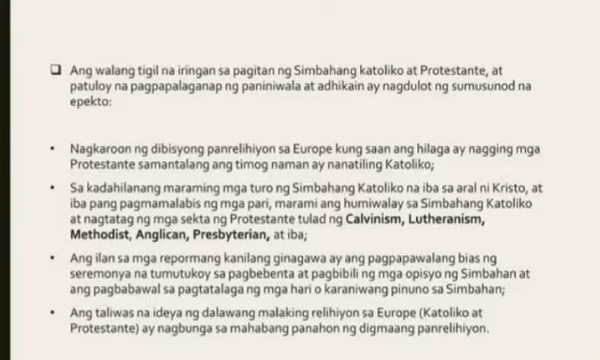 Ang walang tigil na iringan sa pagitan ng Simbahang katoliko at Protestante, at
patuloy na pagpapalaganap ng paniniwala at adhikain ay nagdulot ng sumusunod na
epekto:
• Nagkaroon ng dibisyong panrelihiyon sa Europe kung saan ang hilaga ay nagging mga
Protestante samantalang ang timog naman ay nanatiling Katoliko;
• Sa kadahilanang maraming mga turo ng Simbahang Katoliko na iba sa aral ni Kristo, at
iba pang pagmamalabis ng mga pari, marami ang humiwalay sa Simbahang Katoliko
at nagtatag ng mga sekta ng Protestante tulad ng Calvinism, Lutheranism,
Methodist, Anglican, Presbyterian, at iba;
• Ang ilan sa mga repormang kanilang ginagawa ay ang pagpapawalang bias ng
seremonya na tumutukoy sa pagbebenta at pagbibili ng mga opisyo ng Simbahan at
ang pagbabawal sa pagtatalaga ng mga hari o karaniwang pinuno sa Simbahan;
• Ang taliwas na ideya ng dalawang malaking relihiyon sa Europe (Katoliko at
Protestante) ay nagbunga sa mahabang panahon ng digmaang panrelihiyon.